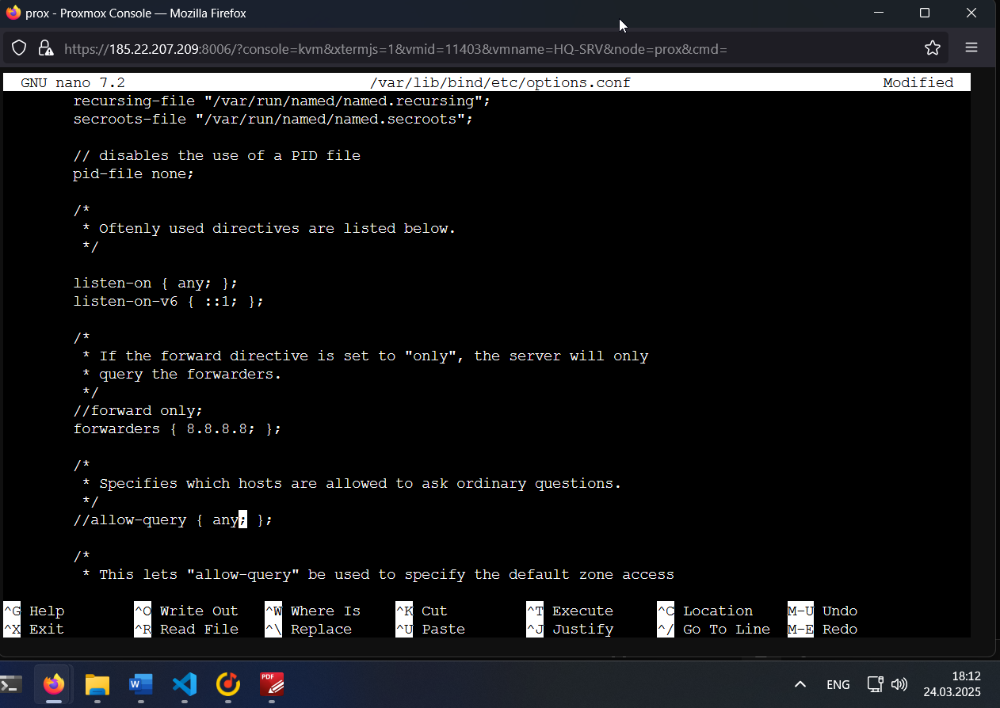 prox - Proxmox Console — Mozilla Firefox
https://185.22.207.209:8006/?console=kvm&xtermjs=1&vmid=11403&vmname=HQ-SRV&node=prox&cmd=
GNU nano 7.2 /var/lib/bind/etc/options.conf Modified
recursing-file "/var/run/named/named.recursing";
secroots-file "/var/run/named/named.secroots";
// disables the use of a PID file
pid-file none;
/*
* Oftenly used directives are listed below.
*/
listen-on { any; };
listen-on-v6 { ::1; };
/*
* If the forward directive is set to "only", the server will only
* query the forwarders.
*/
//forward only;
forwarders { 8.8.8.8; };
/*
* Specifies which hosts are allowed to ask ordinary questions.
*/
//allow-query { any; };
/*
* This lets "allow-query" be used to specify the default zone access
^G Help ^O Write Out ^W Where Is ^K Cut ^T Execute ^C Location M-U Undo
^X Exit ^R Read File ^\ Replace ^U Paste ^J Justify ^/ Go To Line M-E Redo
W PDF ENG 18:12
24.03.2025